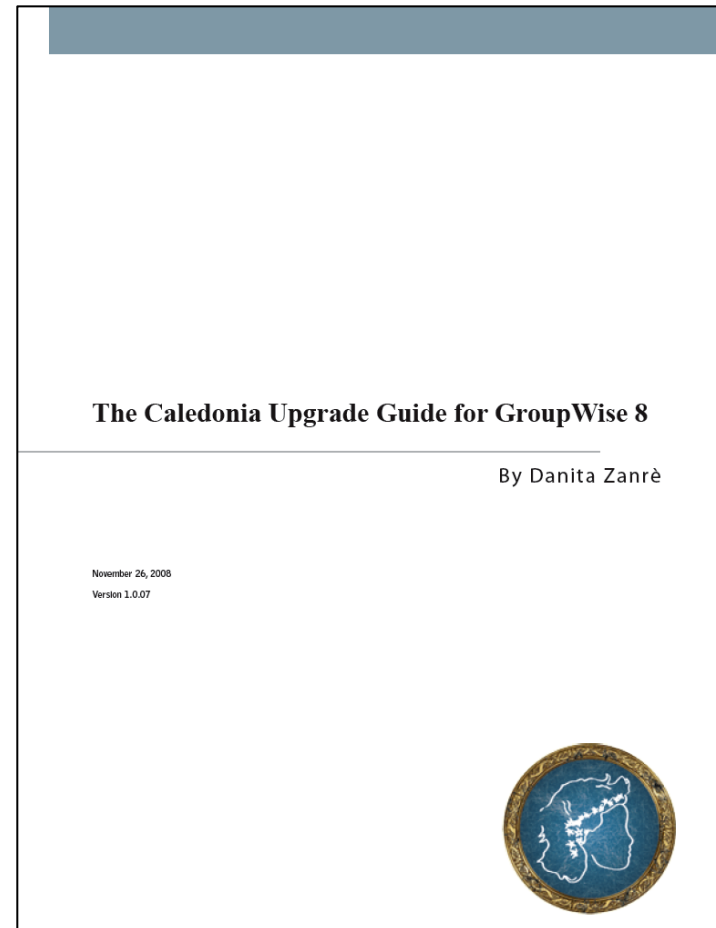 The Caledonia Upgrade Guide for GroupWise 8
By Danita Zanrè
November 26, 2008
Version 1.0.07